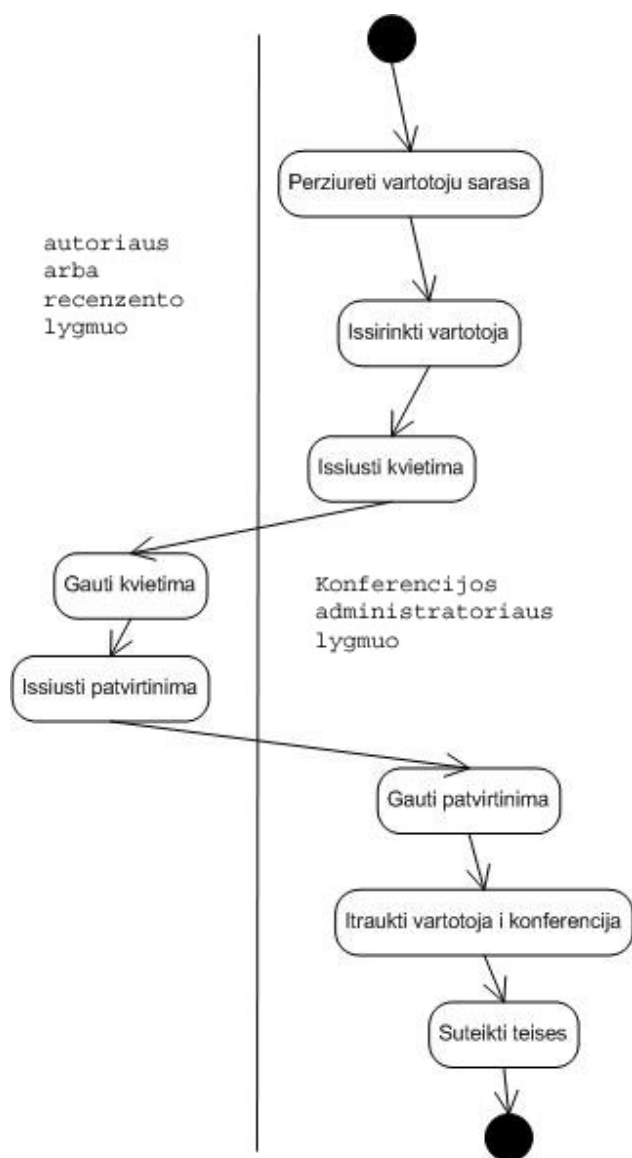 Perziureti vartotoju sarasa
autoriaus
arba
recenzento
lygmuo
Issirinkti vartotoja
Issiusti kvietima
Gauti kvietima
Konferencijos
administratoriaus
lygmuo
Issiusti patvirtinima
Gauti patvirtinima
Itraukti vartotoja i konferencija
Suteikti teises